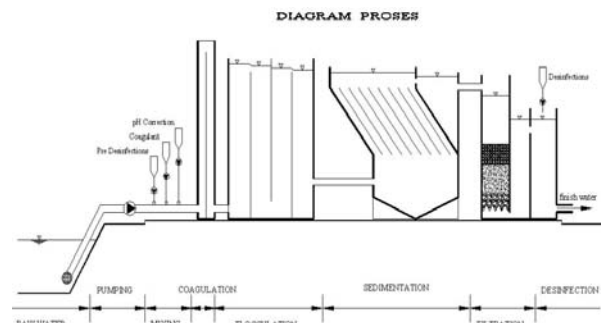 DIAGRAM PROSES
Desinfections
pH Correction
Coagulant
Pre Desinfections
finish water
PUMPING
COAGULATION
SEDIMENTATION
DESINFECTION